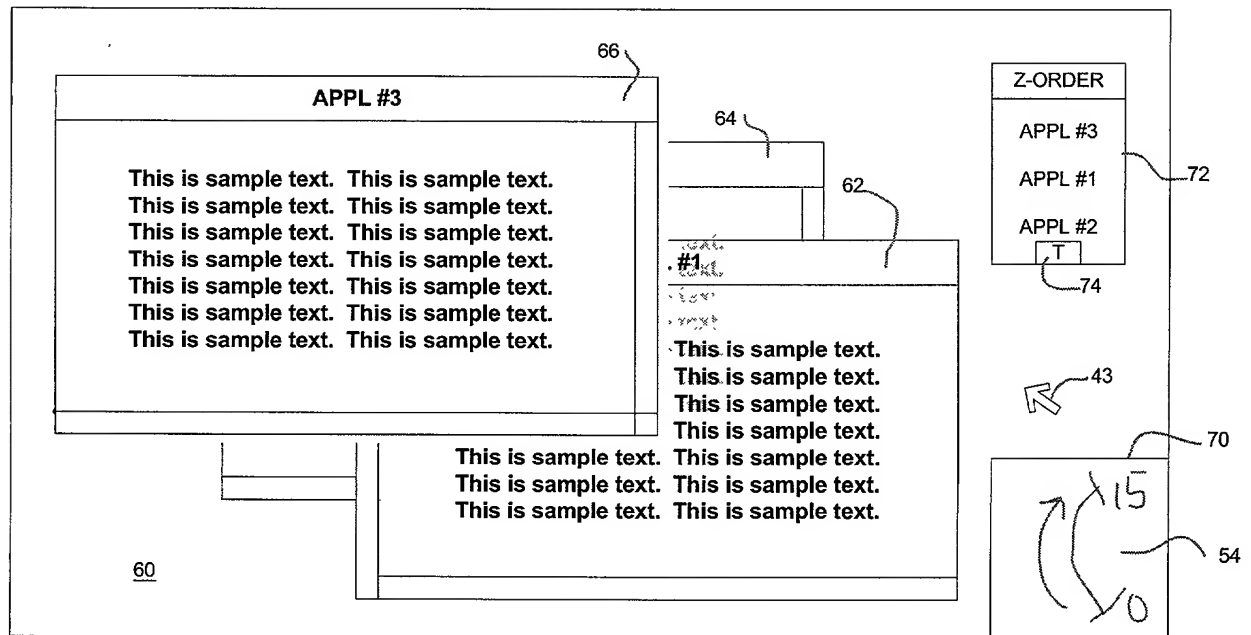 66
APPL #3
Z-ORDER
64
APPL #3
This is sample text. This is sample text.
72
APPL #1
62
This is sample text. This is sample text.
APPL #2
This is sample text. This is sample text.
text.
T
This is sample text. This is sample text.
#1
text.
74
This is sample text. This is sample text.
text
This is sample text. This is sample text.
text
This is sample text. This is sample text.
This is sample text.
43
This is sample text.
This is sample text.
This is sample text.
70
This is sample text. This is sample text.
15
This is sample text. This is sample text.
This is sample text. This is sample text.
54
60
0